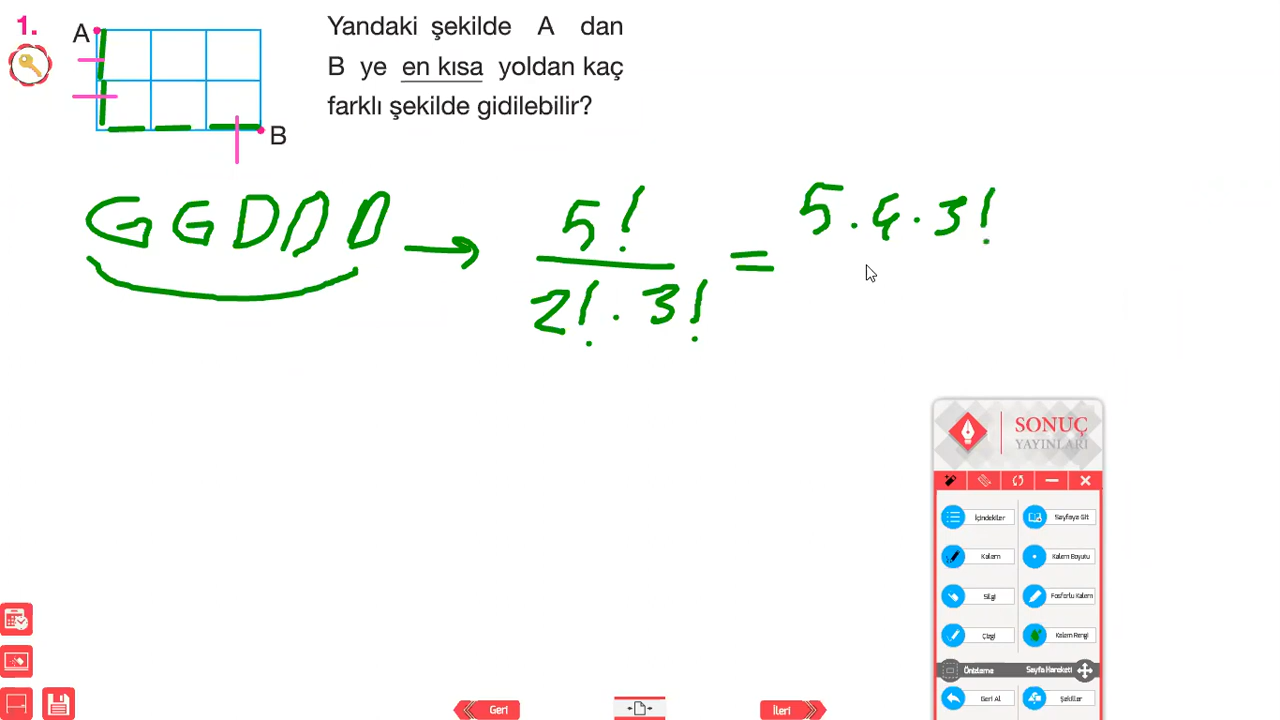 1.
A
B
Yandaki şekilde A dan
B ye en kısa yoldan kaç
farklı şekilde gidilebilir?
GGDDD → 5! / 2! . 3! = 5.4.3!
SONUÇ
YAYINLARI
İçindekiler
Sayfaya Git
Kalem
Kalem Boyutu
Silgi
Fosforlu Kalem
Çizgi
Kalem Rengi
Önizleme
Sayfa Hareketi
Geri Al
Şekiller
Geri
İleri